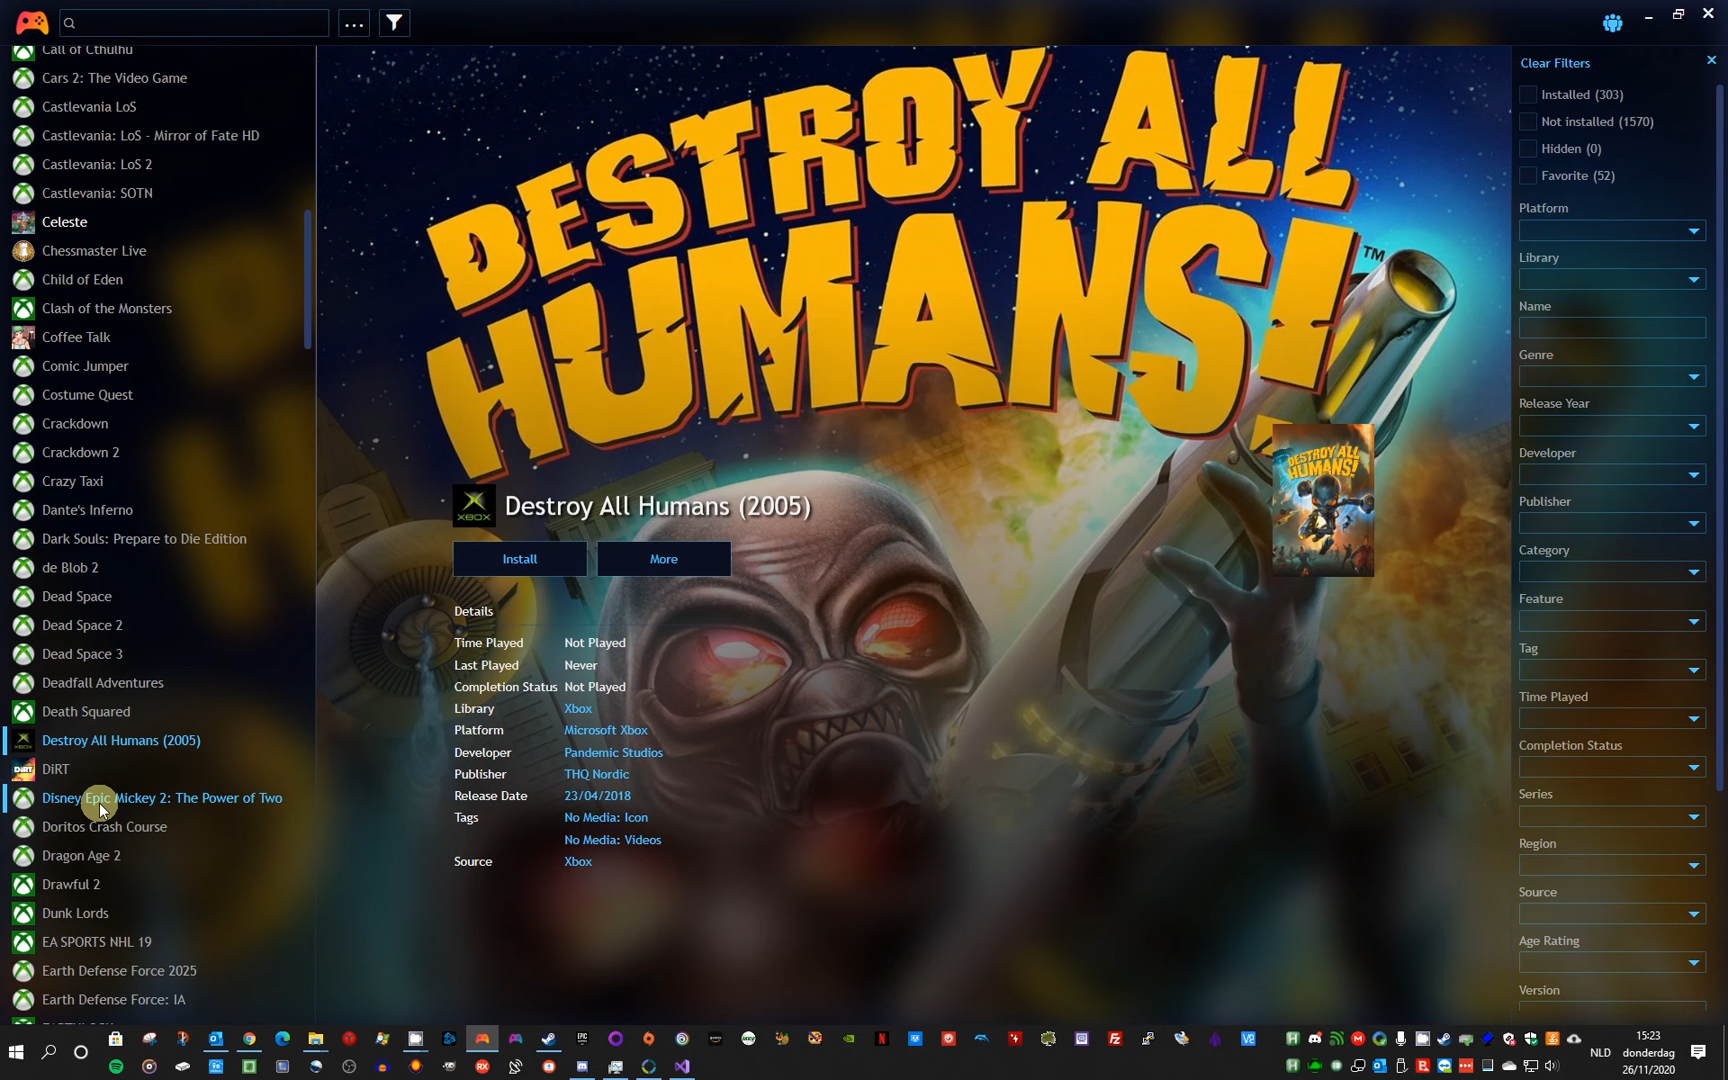 ...
Call of Cthulhu
Cars 2: The Video Game
Castlevania LoS
Castlevania: LoS - Mirror of Fate HD
Castlevania: LoS 2
Castlevania: SOTN
Celeste
Chessmaster Live
Child of Eden
Clash of the Monsters
Coffee Talk
Comic Jumper
Costume Quest
Crackdown
Crackdown 2
Crazy Taxi
Dante's Inferno
Dark Souls: Prepare to Die Edition
de Blob 2
Dead Space
Dead Space 2
Dead Space 3
Deadfall Adventures
Death Squared
Destroy All Humans (2005)
DiRT
Disney Epic Mickey 2: The Power of Two
Doritos Crash Course
Dragon Age 2
Drawful 2
Dunk Lords
EA SPORTS NHL 19
Earth Defense Force 2025
Earth Defense Force: IA
DESTROY ALL
HUMANS!™
DESTROY ALL
HUMANS!
XBOX
Destroy All Humans (2005)
Install
More
Details
Time Played Not Played
Last Played Never
Completion Status Not Played
Library Xbox
Platform Microsoft Xbox
Developer Pandemic Studios
Publisher THQ Nordic
Release Date 23/04/2018
Tags No Media: Icon
No Media: Videos
Source Xbox
Clear Filters
Installed (303)
Not installed (1570)
Hidden (0)
Favorite (52)
Platform
Library
Name
Genre
Release Year
Developer
Publisher
Category
Feature
Tag
Time Played
Completion Status
Series
Region
Source
Age Rating
Version
NLD
15:23
donderdag
26/11/2020